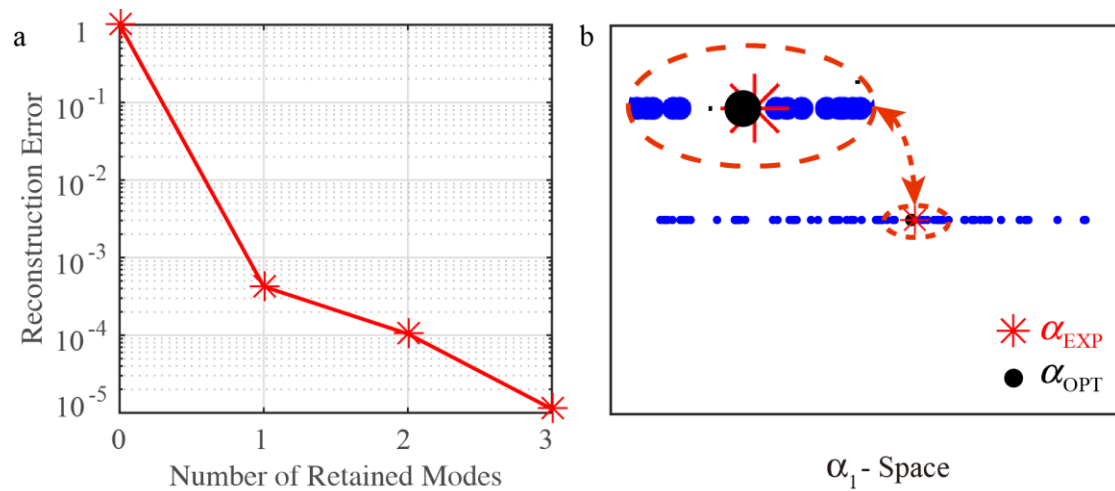 a
b
Reconstruction Error
1
10⁻¹
10⁻²
10⁻³
10⁻⁴
10⁻⁵
0 1 2 3
Number of Retained Modes
α_EXP
α_OPT
α₁ - Space